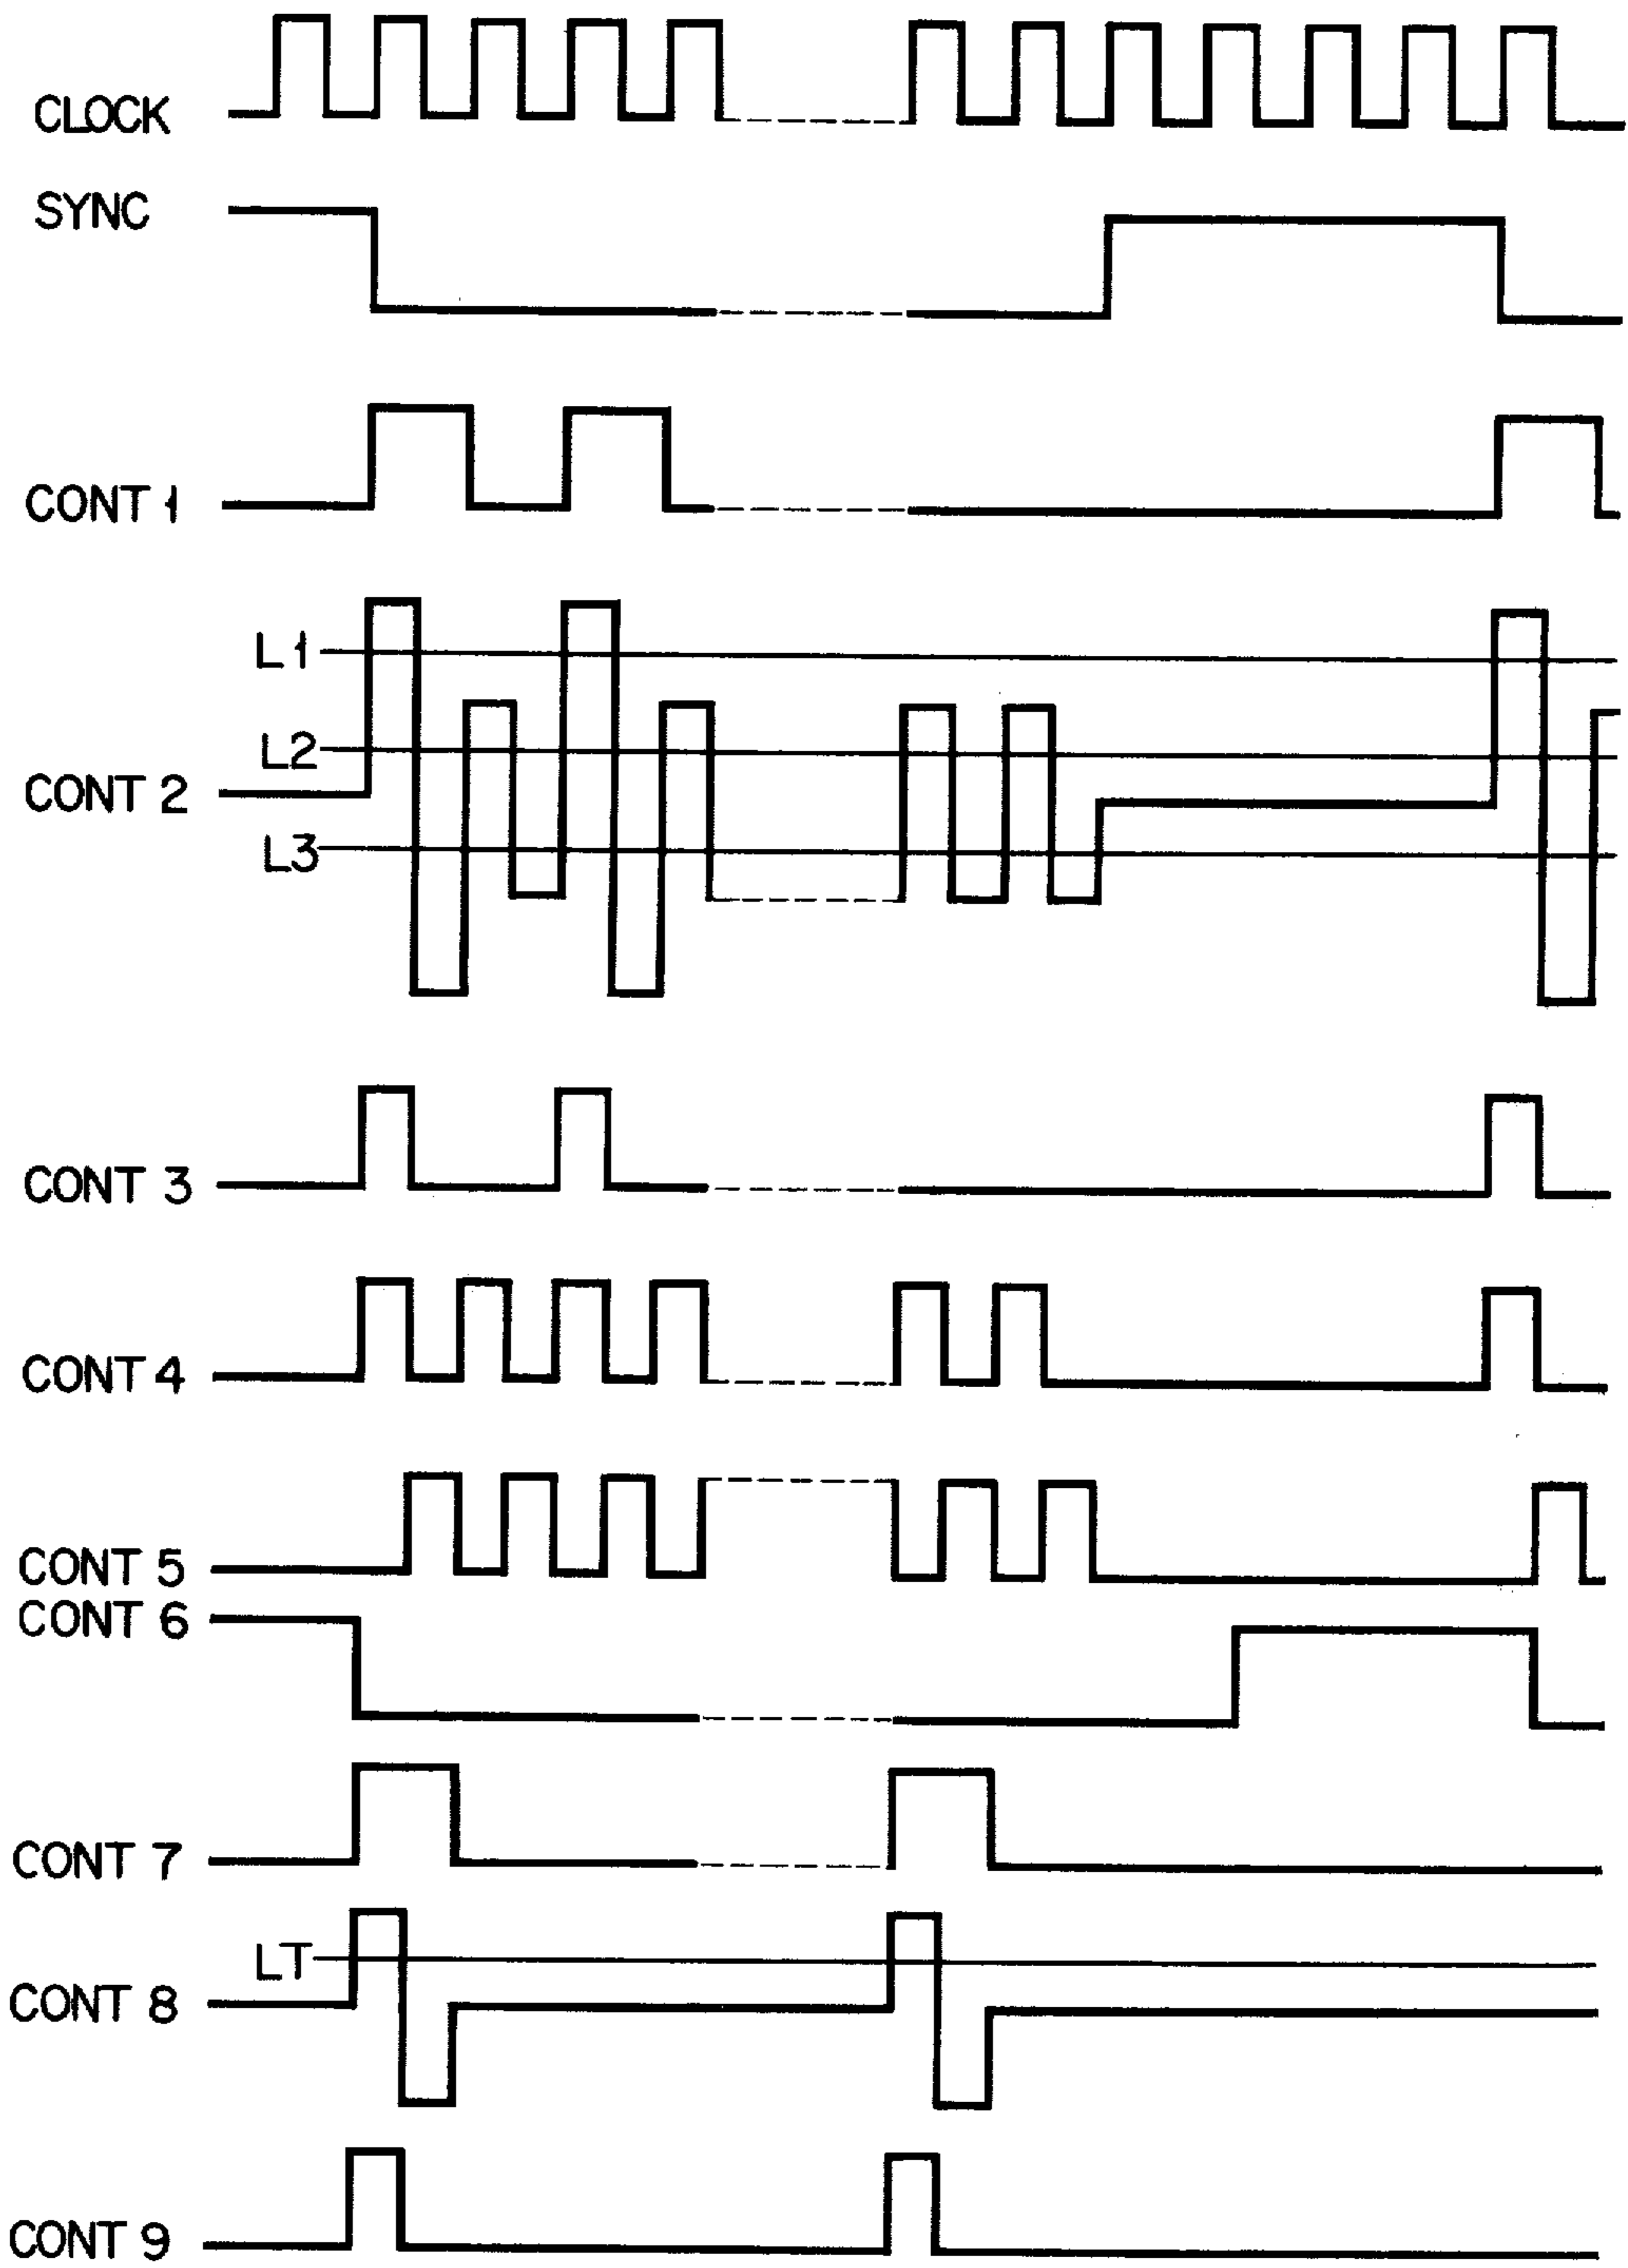 CLOCK
SYNC
CONT 1
L1
L2
CONT 2
L3
CONT 3
CONT 4
CONT 5
CONT 6
CONT 7
LT
CONT 8
CONT 9